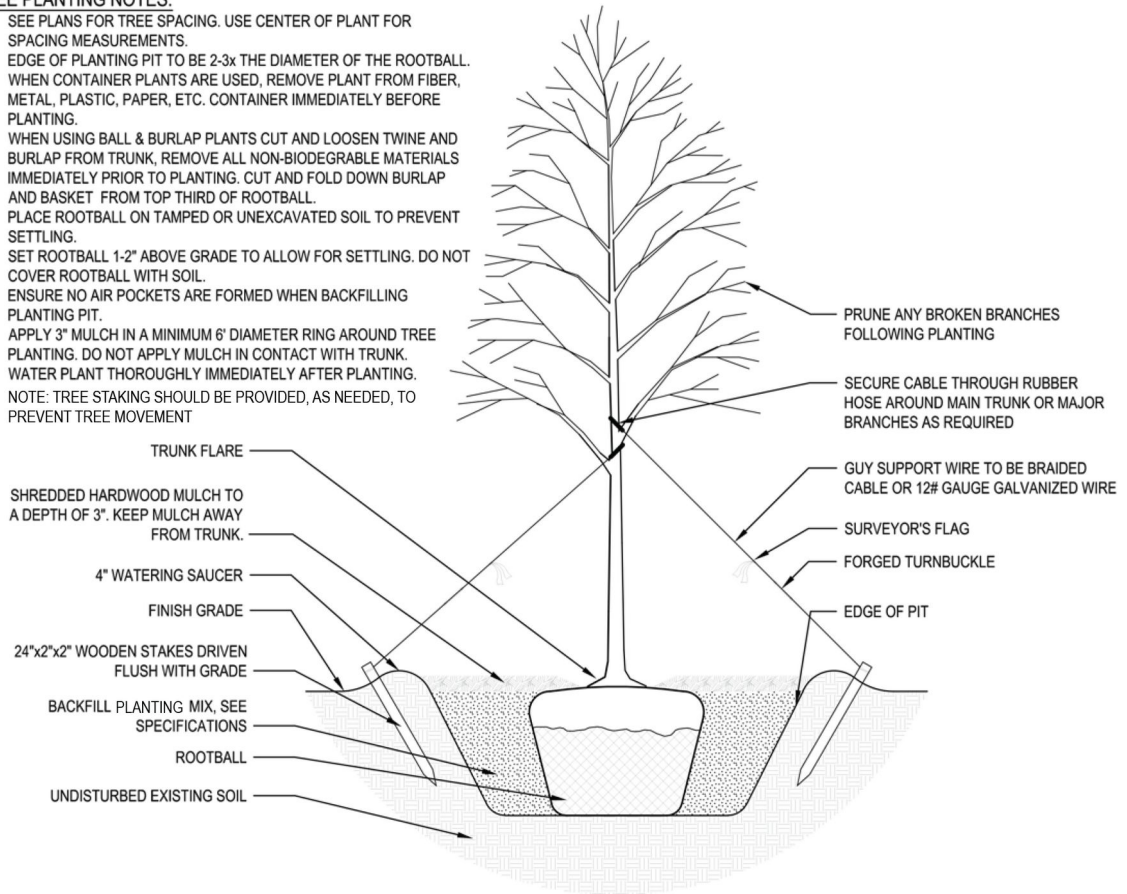 PLANTING NOTES:
SEE PLANS FOR TREE SPACING. USE CENTER OF PLANT FOR
SPACING MEASUREMENTS.
EDGE OF PLANTING PIT TO BE 2-3x THE DIAMETER OF THE ROOTBALL.
WHEN CONTAINER PLANTS ARE USED, REMOVE PLANT FROM FIBER,
METAL, PLASTIC, PAPER, ETC. CONTAINER IMMEDIATELY BEFORE
PLANTING.
WHEN USING BALL & BURLAP PLANTS CUT AND LOOSEN TWINE AND
BURLAP FROM TRUNK, REMOVE ALL NON-BIODEGRABLE MATERIALS
IMMEDIATELY PRIOR TO PLANTING. CUT AND FOLD DOWN BURLAP
AND BASKET FROM TOP THIRD OF ROOTBALL.
PLACE ROOTBALL ON TAMPED OR UNEXCAVATED SOIL TO PREVENT
SETTLING.
SET ROOTBALL 1-2" ABOVE GRADE TO ALLOW FOR SETTLING. DO NOT
COVER ROOTBALL WITH SOIL.
ENSURE NO AIR POCKETS ARE FORMED WHEN BACKFILLING
PLANTING PIT.
APPLY 3" MULCH IN A MINIMUM 6' DIAMETER RING AROUND TREE
PLANTING. DO NOT APPLY MULCH IN CONTACT WITH TRUNK.
WATER PLANT THOROUGHLY IMMEDIATELY AFTER PLANTING.
NOTE: TREE STAKING SHOULD BE PROVIDED, AS NEEDED, TO
PREVENT TREE MOVEMENT
TRUNK FLARE
SHREDDED HARDWOOD MULCH TO
A DEPTH OF 3". KEEP MULCH AWAY
FROM TRUNK.
4" WATERING SAUCER
FINISH GRADE
24"x2"x2" WOODEN STAKES DRIVEN
FLUSH WITH GRADE
BACKFILL PLANTING MIX, SEE
SPECIFICATIONS
ROOTBALL
UNDISTURBED EXISTING SOIL
PRUNE ANY BROKEN BRANCHES
FOLLOWING PLANTING
SECURE CABLE THROUGH RUBBER
HOSE AROUND MAIN TRUNK OR MAJOR
BRANCHES AS REQUIRED
GUY SUPPORT WIRE TO BE BRAIDED
CABLE OR 12# GAUGE GALVANIZED WIRE
SURVEYOR'S FLAG
FORGED TURNBUCKLE
EDGE OF PIT